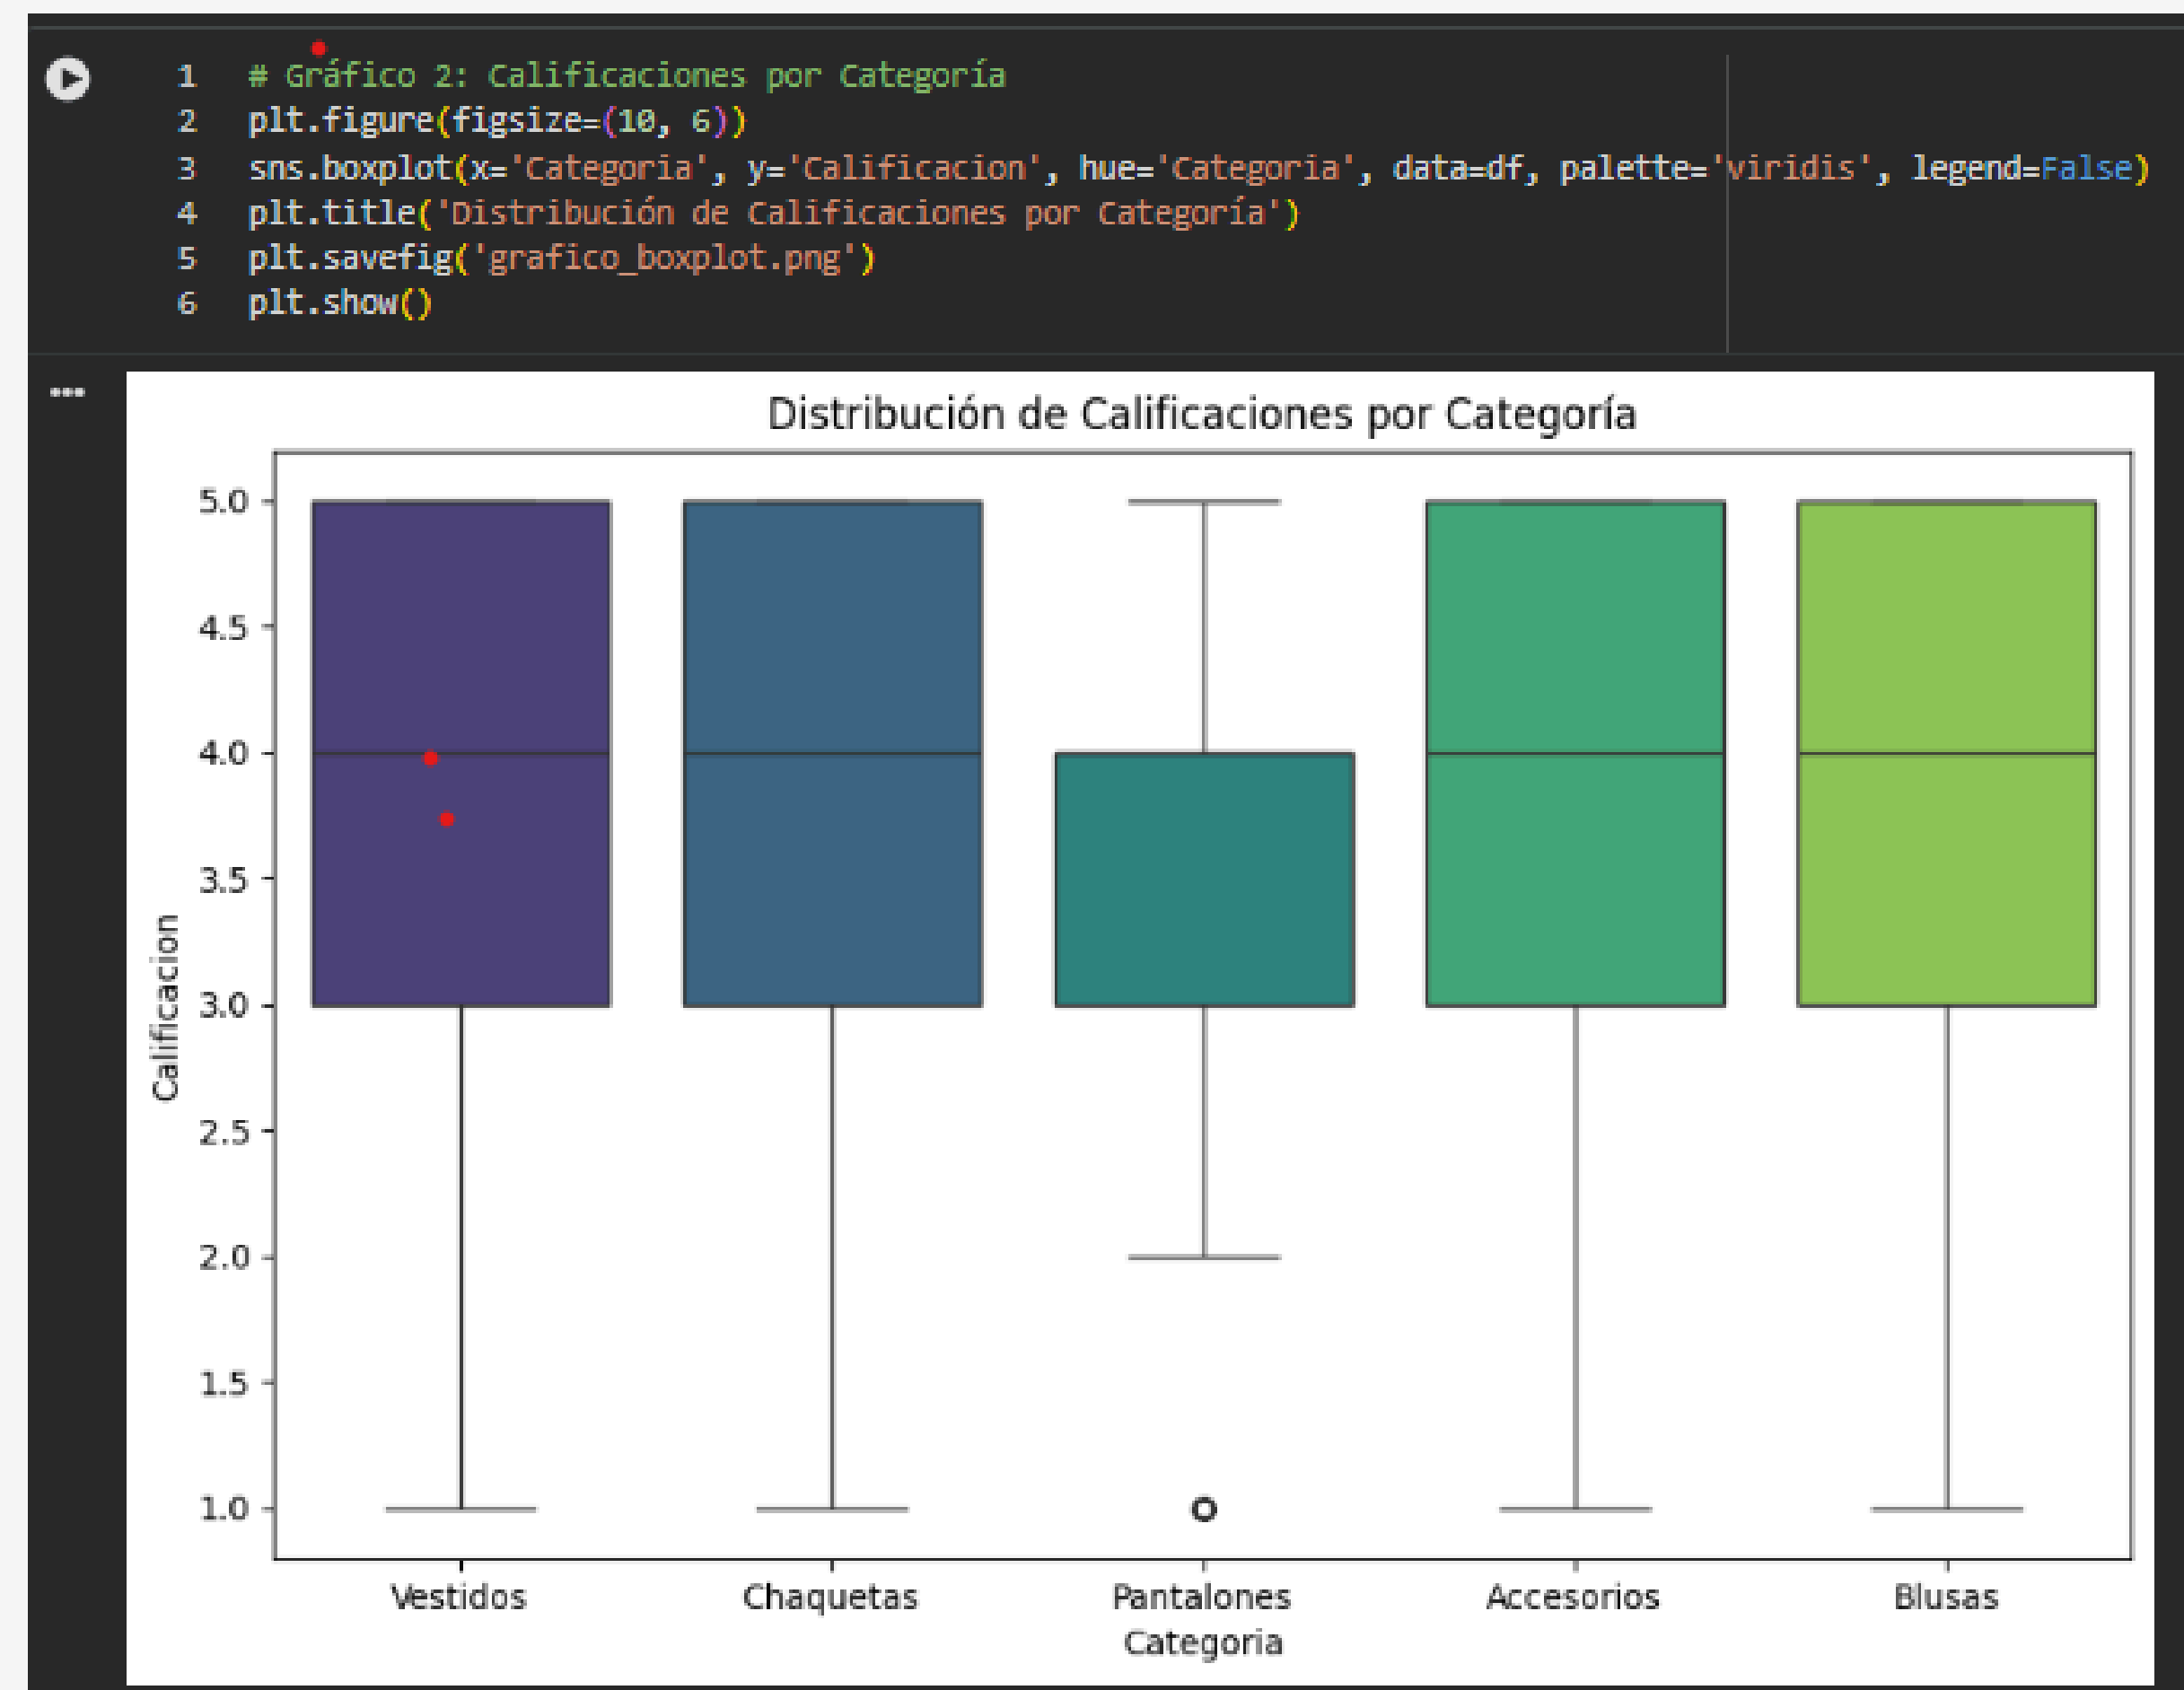 1 # Gráfico 2: Calificaciones por Categoría
2 plt.figure(figsize=(10, 6))
3 sns.boxplot(x='Categoria', y='Calificacion', hue='Categoria', data=df, palette='viridis', legend=False)
4 plt.title('Distribución de Calificaciones por Categoría')
5 plt.savefig('grafico_boxplot.png')
6 plt.show()
Distribución de Calificaciones por Categoría
5.0
4.5
4.0
3.5
3.0
2.5
2.0
1.5
1.0
Calificacion
Vestidos Chaquetas Pantalones Accesorios Blusas
Categoria